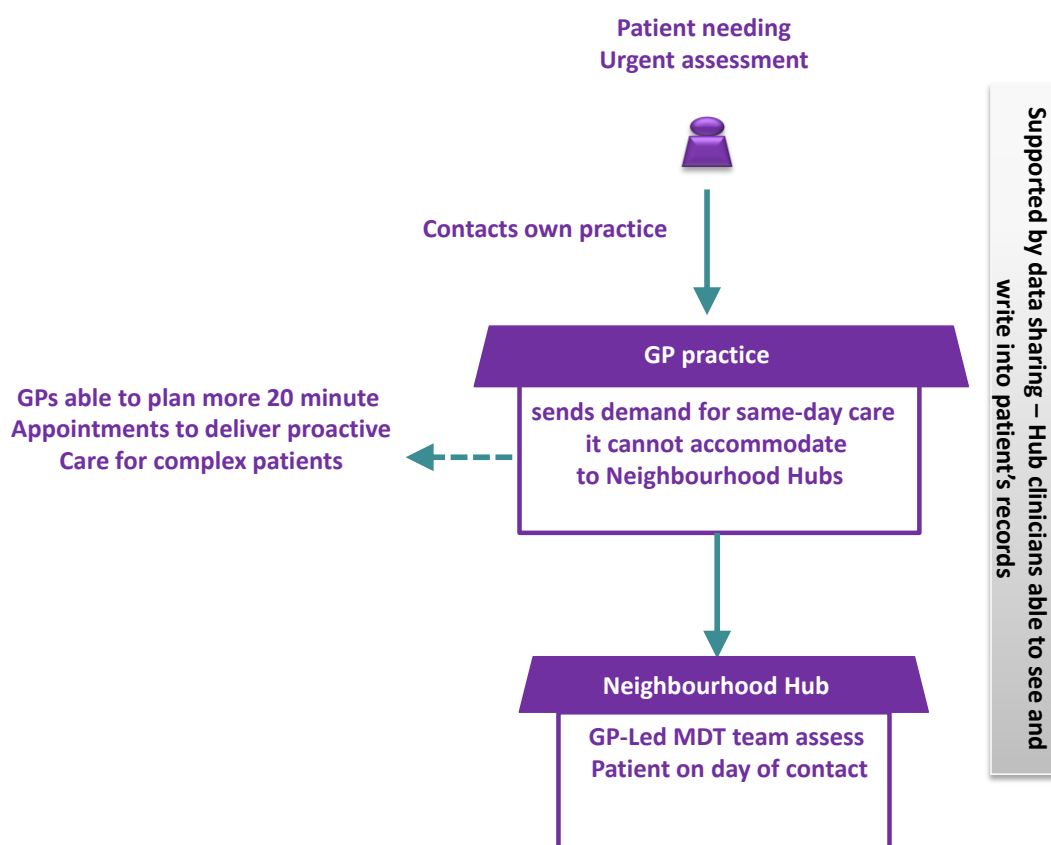 Patient needing
Urgent assessment
Contacts own practice
GP practice
sends demand for same-day care
it cannot accommodate
to Neighbourhood Hubs
GPs able to plan more 20 minute
Appointments to deliver proactive
Care for complex patients
Neighbourhood Hub
GP-Led MDT team assess
Patient on day of contact
Supported by data sharing – Hub clinicians able to see and
write into patient’s records